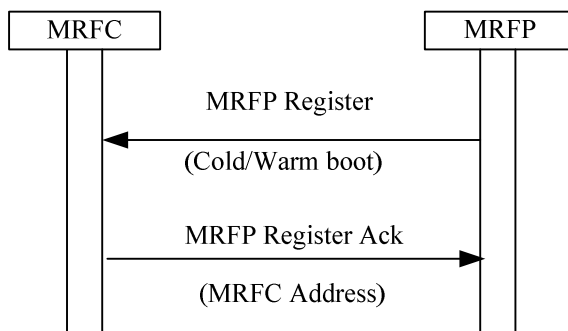 MRFC
MRFP
MRFP Register
(Cold/Warm boot)
MRFP Register Ack
(MRFC Address)